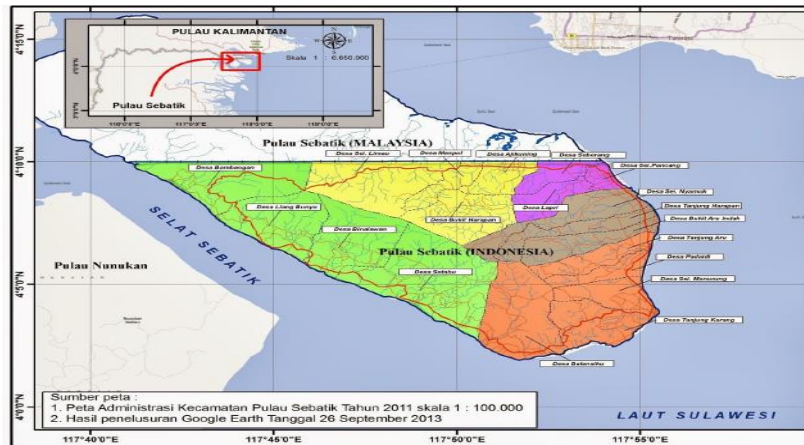 PULAU KALIMANTAN
Skala 1 : 6.650.000
Pulau Sebatik
4°15'0"N
4°10'0"N
4°5'0"N
4°0'0"N
Pulau Sebatik (MALAYSIA)
Desa Sei. Limau
Desa Maspul
Desa Ajikuning
Desa Seberang
Desa Sei. Pancang
Desa Bambangan
Desa Sei. Nyamuk
Desa Tanjung Harapan
Desa Lapri
Desa Liang Bunyu
Desa Bukit Harapan
Desa Bukit Aru Indah
Desa Binalawan
Desa Tanjung Aru
SELAT SEBATIK
Pulau Sebatik (INDONESIA)
Desa Padaidi
Pulau Nunukan
Desa Setabu
Desa Sei. Manurung
Desa Tanjung Karang
Desa Balansiku
Sumber peta :
1. Peta Administrasi Kecamatan Pulau Sebatik Tahun 2011 skala 1 : 100.000
2. Hasil penelusuran Google Earth Tanggal 26 September 2013
LAUT SULAWESI
117°40'0"E
117°45'0"E
117°50'0"E
117°55'0"E